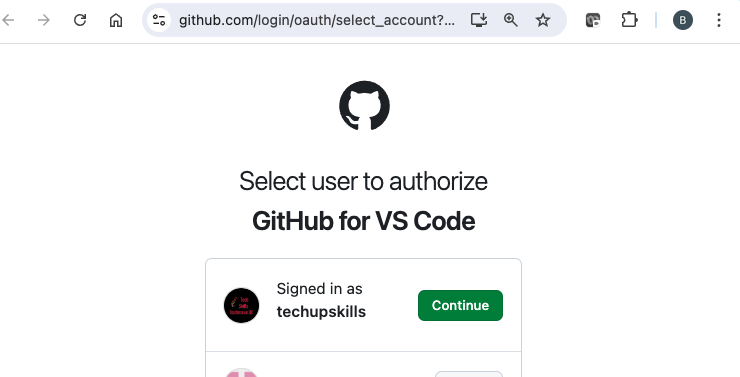 github.com/login/oauth/select_account?...
B
Select user to authorize
GitHub for VS Code
Signed in as
techupskills
Continue